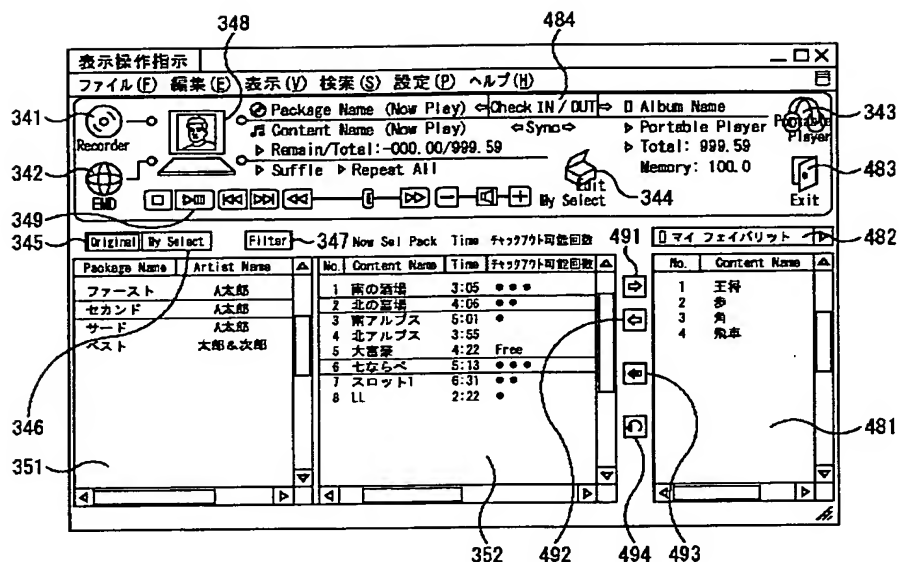 348
484
表示操作指示
ファイル(F) 編集(E) 表示(V) 検索(S) 設定(P) ヘルプ(H)
341
343
Recorder
Package Name (Now Play) ⇦Check IN / OUT⇨ Album Name
Content Name (Now Play) ⇦Sync⇨ ▷ Portable Player
Portable Player
▷ Remain/Total:-000.00/999.59
▷ Total: 999.59
▷ Suffle ▷ Repeat All
Memory: 100.0
342
EMD
Edit
By Select
344
Exit
483
349
345
Original By Select Filter 347 Now Sel Pack Time チャックアウト可能回数
491
マイ フェイバリット
482
Package Name Artist Name
ファースト A太郎
セカンド A太郎
サード A太郎
ベスト 太郎&次郎
No. Content Name Time チャックアウト可能回数
1 南の酒場 3:05 ●●●
2 北の酒場 4:06 ●●
3 南アルプス 5:01 ●
4 北アルプス 3:55
5 大富豪 4:22 Free
6 七ならべ 5:13 ●●●
7 スロット1 6:31 ●●
8 LL 2:22 ●
No. Content Name
1 王将
2 歩
3 角
4 飛車
346
351
481
352
492
494
493